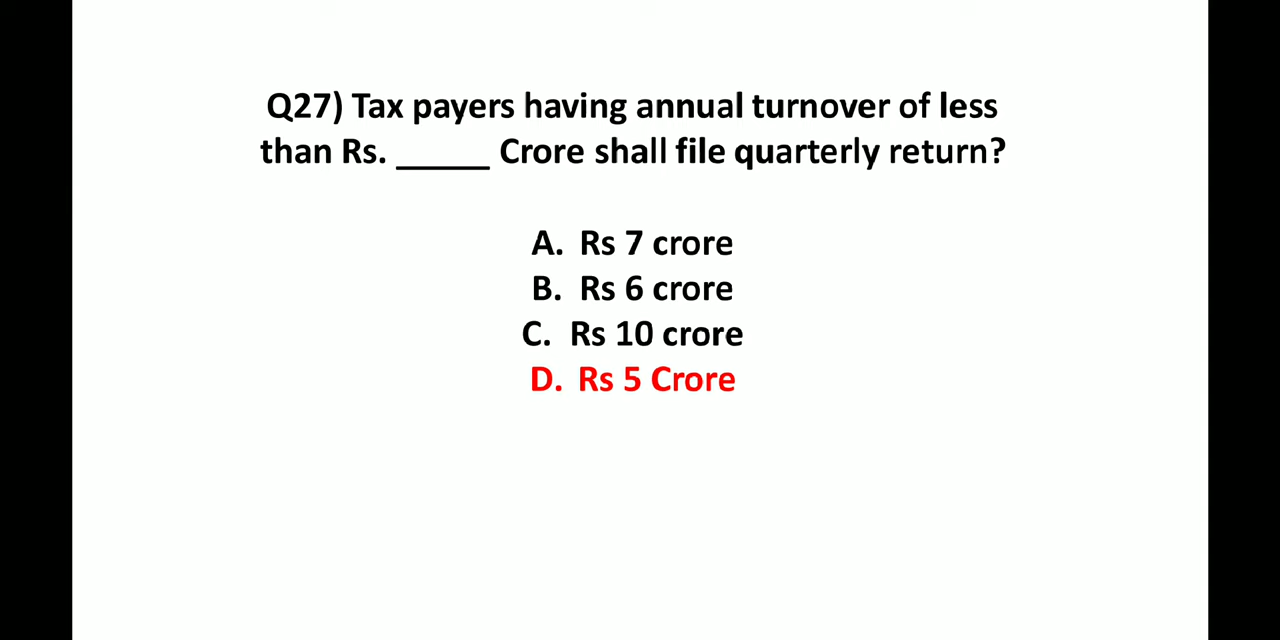 Q27) Tax payers having annual turnover of less
than Rs. _____ Crore shall file quarterly return?
A. Rs 7 crore
B. Rs 6 crore
C. Rs 10 crore
D. Rs 5 Crore